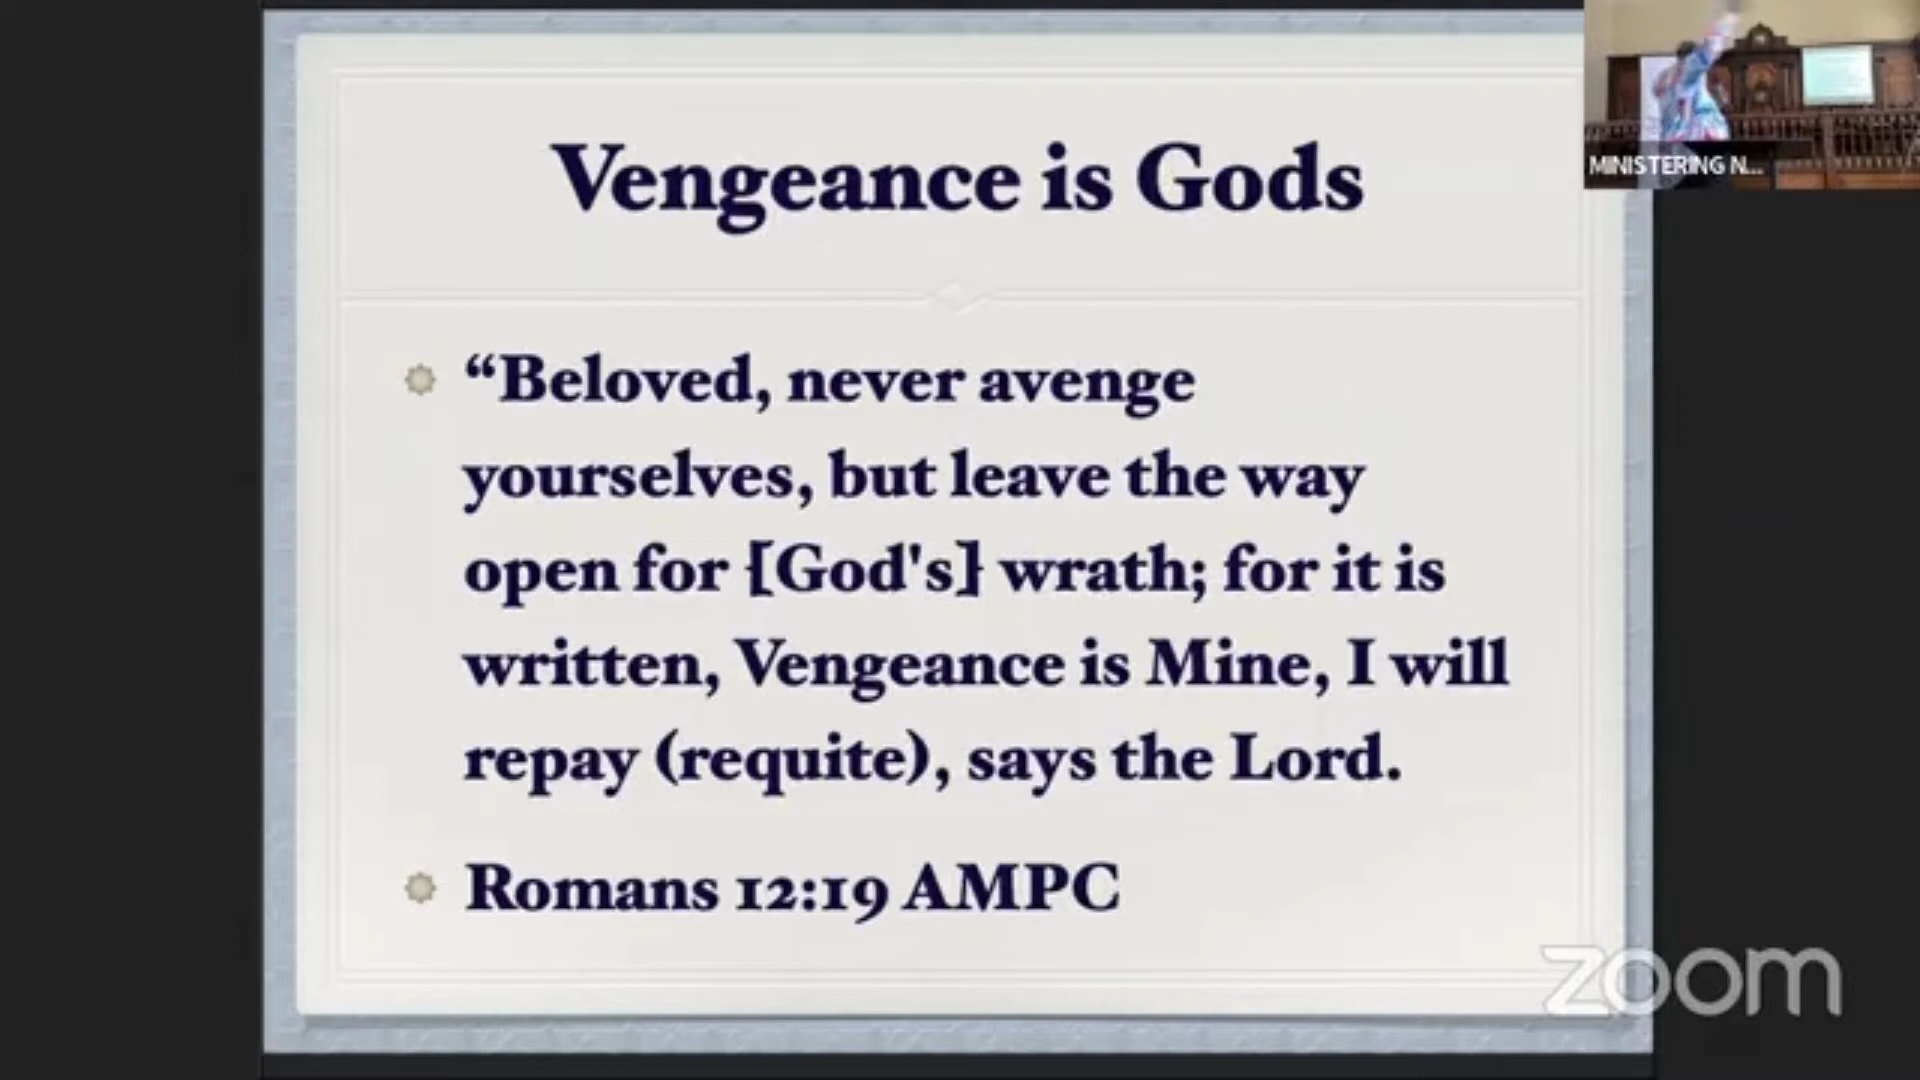 Vengeance is Gods
MINISTERING N...
“Beloved, never avenge
yourselves, but leave the way
open for [God's] wrath; for it is
written, Vengeance is Mine, I will
repay (requite), says the Lord.
Romans 12:19 AMPC
zoom